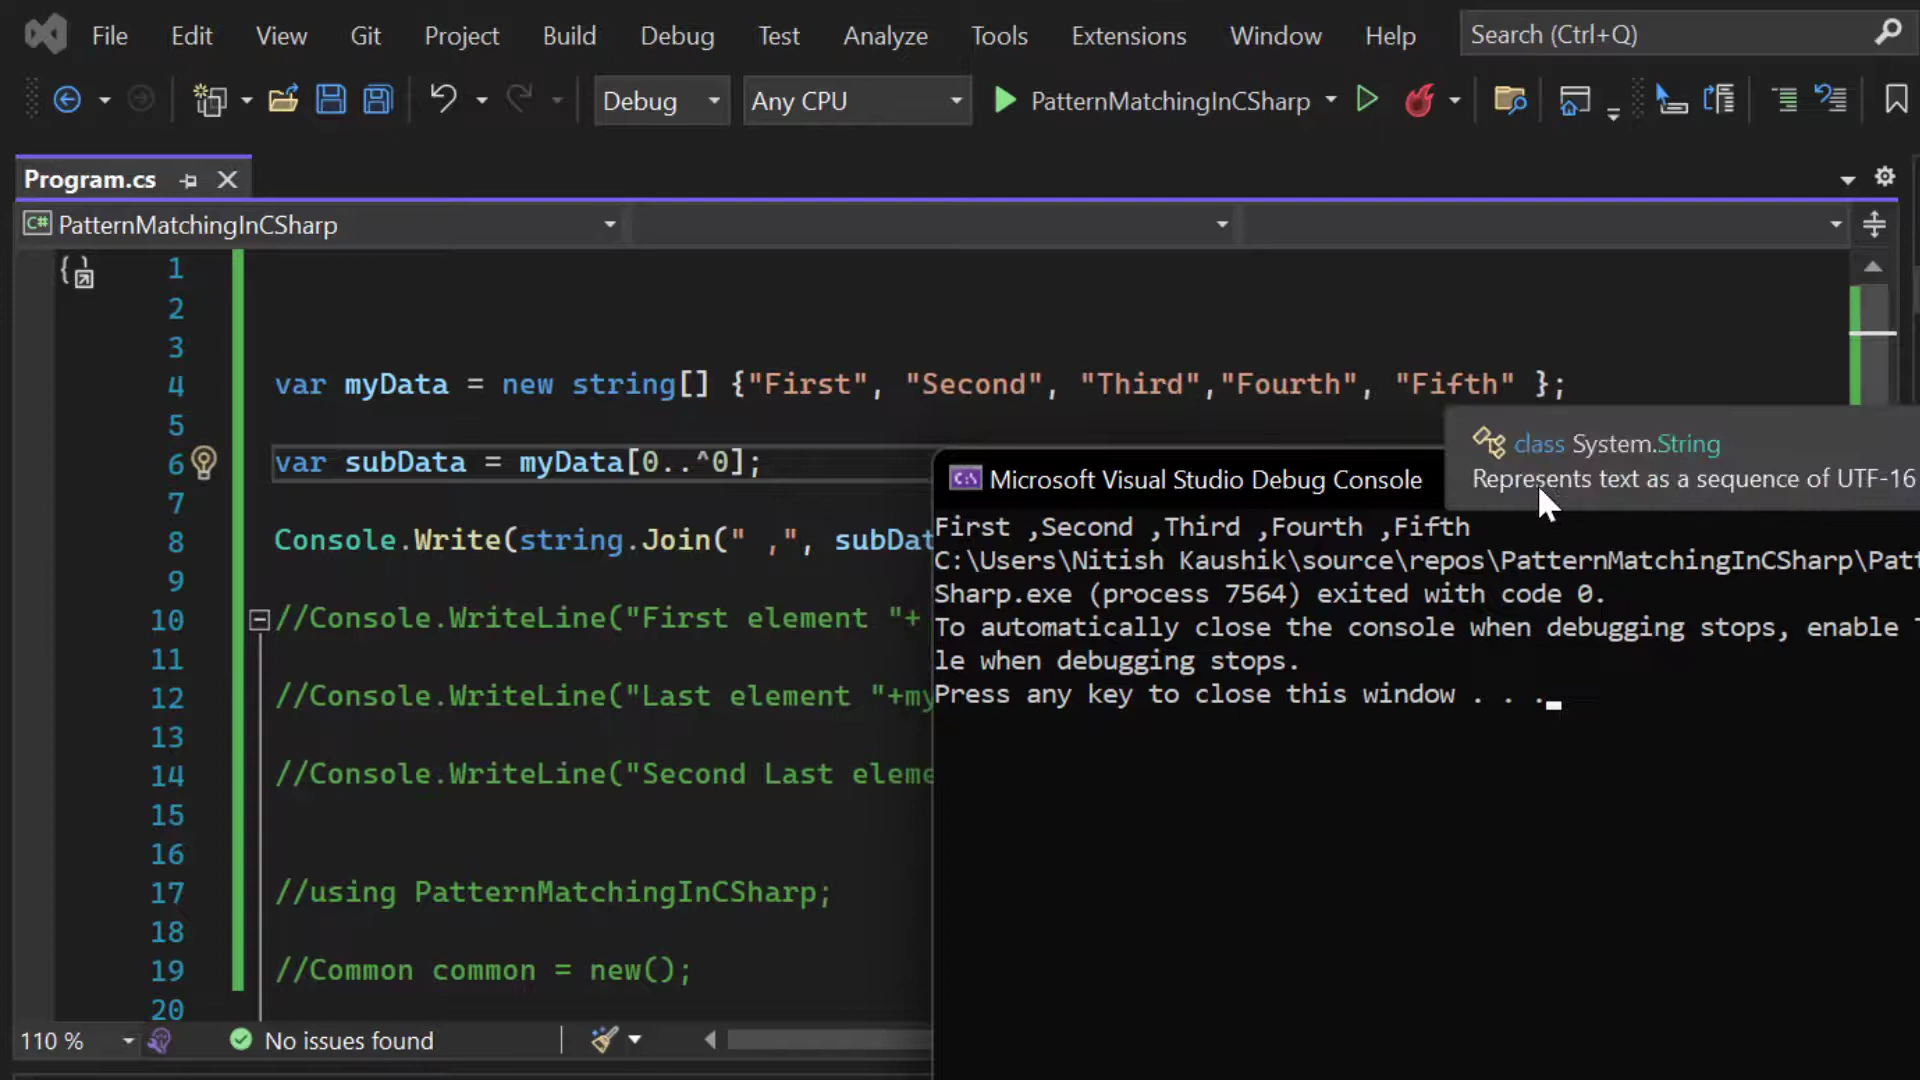 File Edit View Git Project Build Debug Test Analyze Tools Extensions Window Help Search (Ctrl+Q)
Debug Any CPU PatternMatchingInCSharp
Program.cs
C# PatternMatchingInCSharp
1
2
3
4 var myData = new string[] {"First", "Second", "Third","Fourth", "Fifth" };
5
6 var subData = myData[0..^0];
7
8 Console.Write(string.Join(" ,", subDat
9
10 //Console.WriteLine("First element "+
11
12 //Console.WriteLine("Last element "+my
13
14 //Console.WriteLine("Second Last eleme
15
16
17 //using PatternMatchingInCSharp;
18
19 //Common common = new();
20
class System.String
Represents text as a sequence of UTF-16
Microsoft Visual Studio Debug Console
First ,Second ,Third ,Fourth ,Fifth
C:\Users\Nitish Kaushik\source\repos\PatternMatchingInCSharp\Patt
Sharp.exe (process 7564) exited with code 0.
To automatically close the console when debugging stops, enable T
le when debugging stops.
Press any key to close this window . . .
110 % No issues found